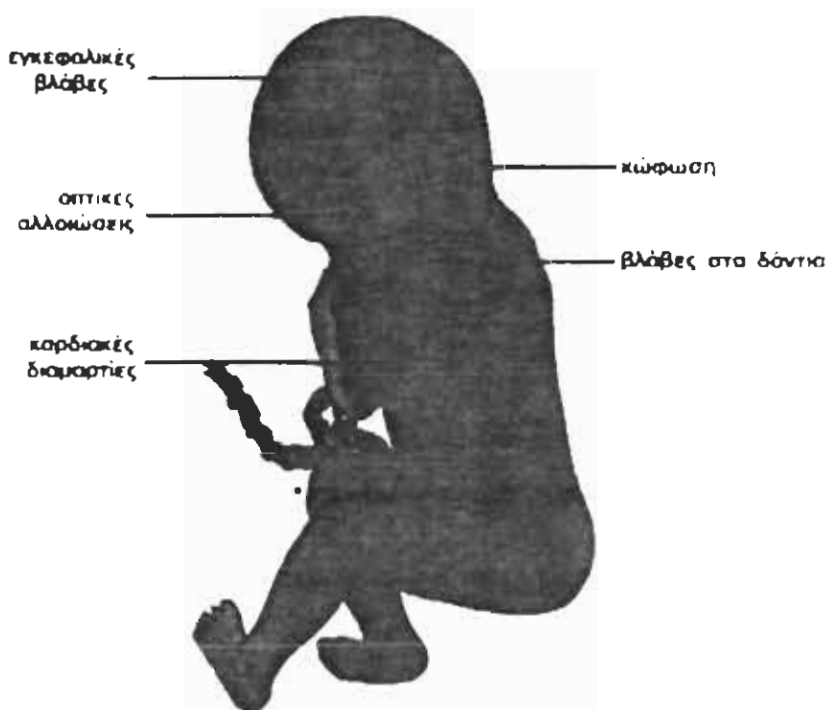 εγκεφαλικές
βλάβες
οπτικές
αλλοιώσεις
καρδιακές
διαμαρτίες
κώφωση
βλάβες στα δόντια